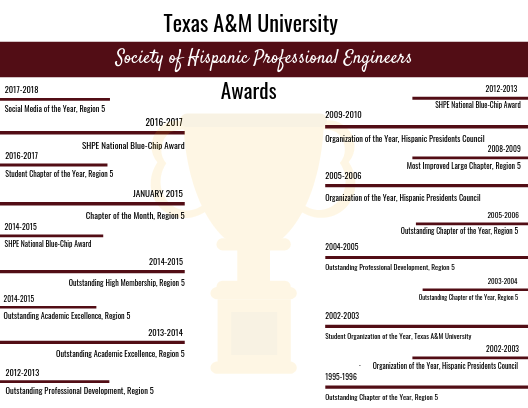 Texas A&M University
Society of Hispanic Professional Engineers
Awards
2017-2018
Social Media of the Year, Region 5
2016-2017
SHPE National Blue-Chip Award
2016-2017
Student Chapter of the Year, Region 5
JANUARY 2015
Chapter of the Month, Region 5
2014-2015
SHPE National Blue-Chip Award
2014-2015
Outstanding High Membership, Region 5
2014-2015
Outstanding Academic Excellence, Region 5
2013-2014
Outstanding Academic Excellence, Region 5
2012-2013
Outstanding Professional Development, Region 5
2012-2013
SHPE National Blue-Chip Award
2009-2010
Organization of the Year, Hispanic Presidents Council
2008-2009
Most Improved Large Chapter, Region 5
2005-2006
Organization of the Year, Hispanic Presidents Council
2005-2006
Outstanding Chapter of the Year, Region 5
2004-2005
Outstanding Professional Development, Region 5
2003-2004
Outstanding Chapter of the Year, Region 5
2002-2003
Student Organization of the Year, Texas A&M University
2002-2003
Organization of the Year, Hispanic Presidents Council
1995-1996
Outstanding Chapter of the Year, Region 5